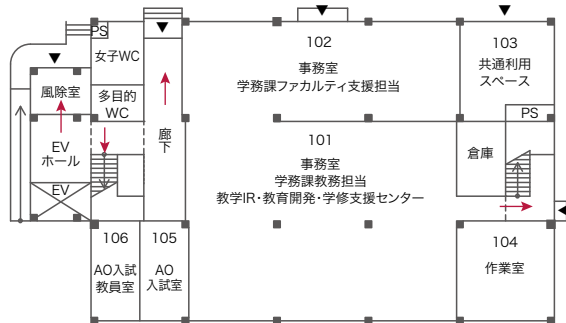 PS
女子WC
102
事務室
学務課ファカルティ支援担当
103
共通利用
スペース
風除室
多目的
WC
PS
廊
下
101
事務室
学務課教務担当
教学IR・教育開発・学修支援センター
EV
ホール
倉庫
EV
106
AO入試
教員室
105
AO
入試室
104
作業室